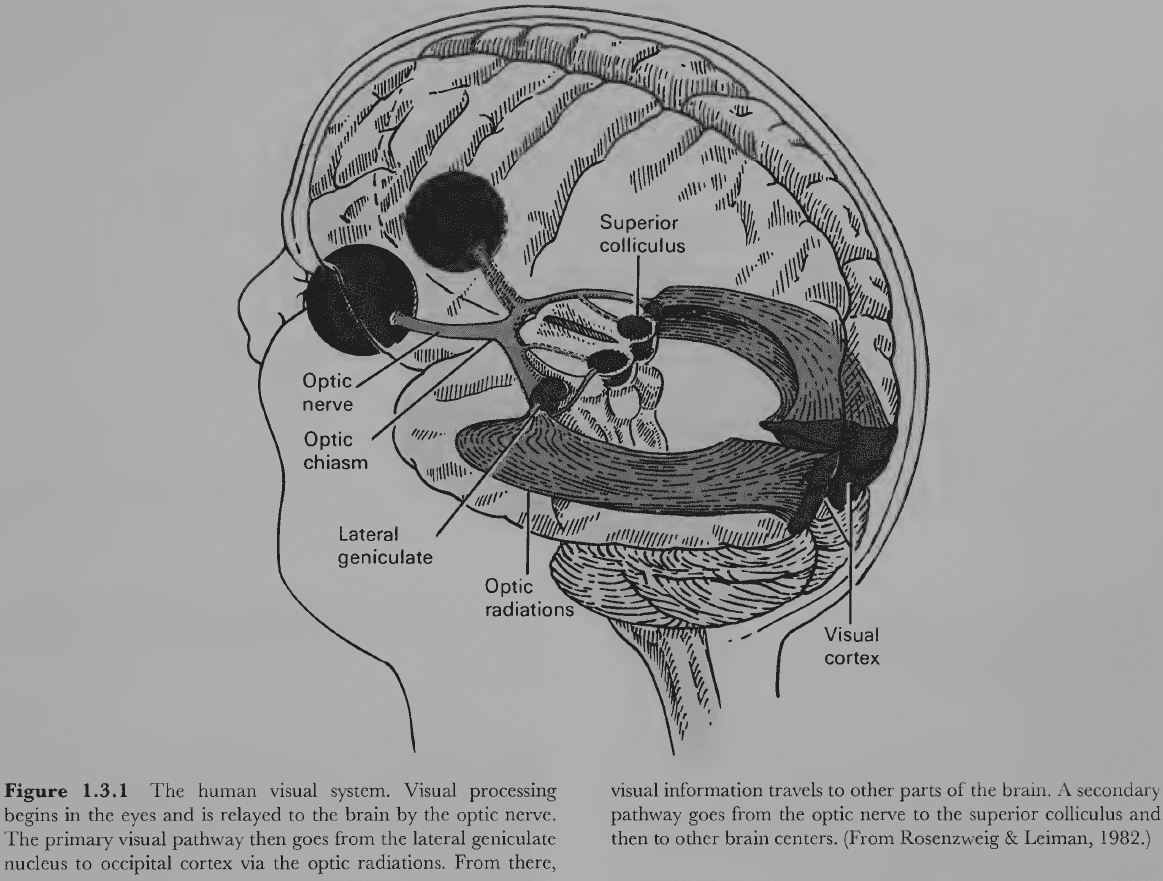 Superior
colliculus
Optic
nerve
Optic
chiasm
Lateral
geniculate
Optic
radiations
Visual
cortex
Figure 1.3.1 The human visual system. Visual processing
begins in the eyes and is relayed to the brain by the optic nerve.
The primary visual pathway then goes from the lateral geniculate
nucleus to occipital cortex via the optic radiations. From there,
visual information travels to other parts of the brain. A secondary
pathway goes from the optic nerve to the superior colliculus and
then to other brain centers. (From Rosenzweig & Leiman, 1982.)